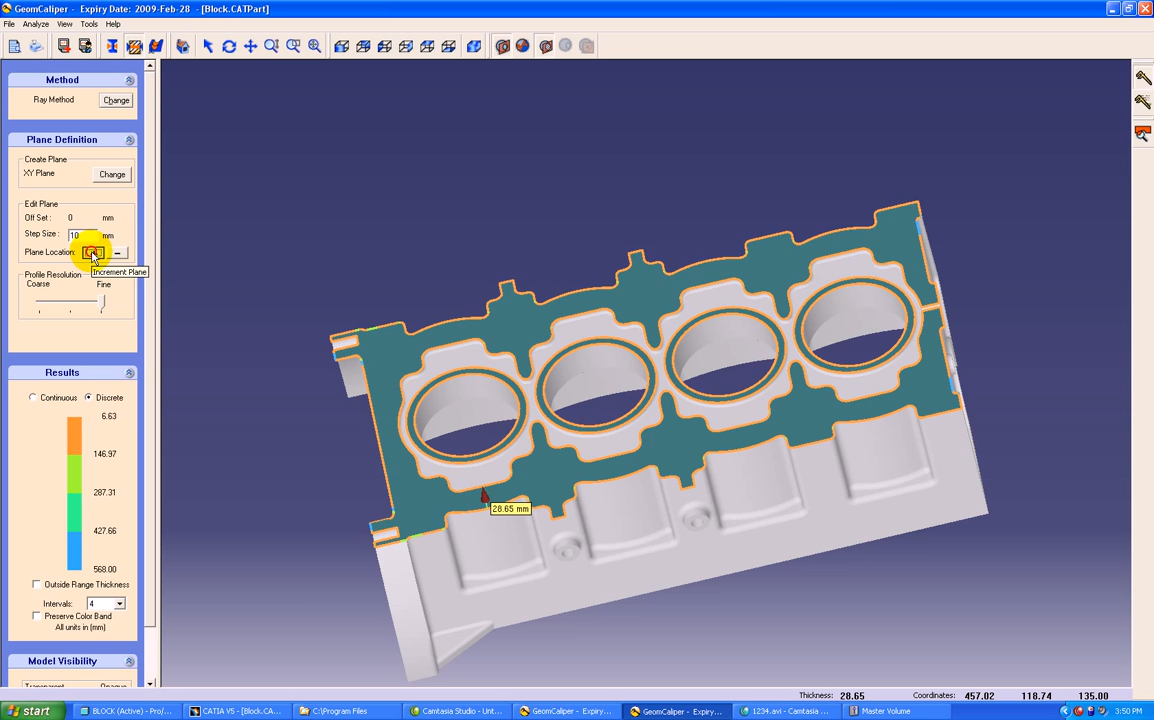 GeomCaliper - Expiry Date: 2009-Feb-28 - [Block.CATPart]
File Analyze View Tools Help
Method
Ray Method Change
Plane Definition
Create Plane
XY Plane Change
Edit Plane
Off Set : 0 mm
Step Size : 10 mm
Plane Location:
Increment Plane
Profile Resolution
Coarse Fine
Results
Continuous Discrete
6.63
146.97
287.31
427.66
568.00
Outside Range Thickness
Intervals: 4
Preserve Color Band
All units in (mm)
Model Visibility
Transparent Opaque
28.65 mm
Thickness: 28.65 Coordinates: 457.02 118.74 135.00
start BLOCK (Active) - Pro/... CATIA V5 - [Block.CA... C:\Program Files Camtasia Studio - Unt... GeomCaliper - Expiry... GeomCaliper - Expiry... 1234.avi - Camtasia ... Master Volume 3:50 PM